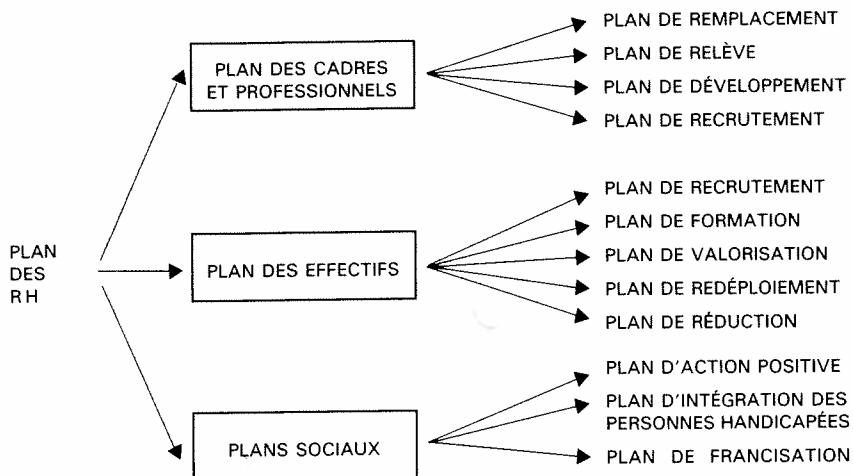 PLAN
DES
RH
PLAN DES CADRES
ET PROFESSIONNELS
PLAN DE REMPLACEMENT
PLAN DE RELÈVE
PLAN DE DÉVELOPPEMENT
PLAN DE RECRUTEMENT
PLAN DES EFFECTIFS
PLAN DE RECRUTEMENT
PLAN DE FORMATION
PLAN DE VALORISATION
PLAN DE REDÉPLOIEMENT
PLAN DE RÉDUCTION
PLANS SOCIAUX
PLAN D'ACTION POSITIVE
PLAN D'INTÉGRATION DES
PERSONNES HANDICAPÉES
PLAN DE FRANCISATION